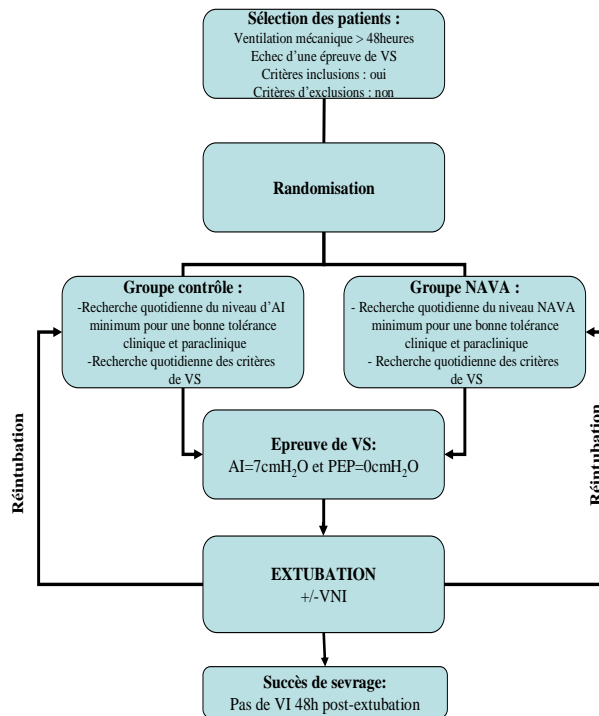 Sélection des patients :
Ventilation mécanique > 48heures
Echec d'une épreuve de VS
Critères inclusions : oui
Critères d'exclusions : non
Randomisation
Groupe contrôle :
-Recherche quotidienne du niveau d'AI
minimum pour une bonne tolérance
clinique et paraclinique
-Recherche quotidienne des critères
de VS
Groupe NAVA :
- Recherche quotidienne du niveau NAVA
minimum pour une bonne tolérance
clinique et paraclinique
- Recherche quotidienne des critères
de VS
Réintubation
Réintubation
Epreuve de VS:
AI=7cmH₂O et PEP=0cmH₂O
EXTUBATION
+/-VNI
Succès de sevrage:
Pas de VI 48h post-extubation